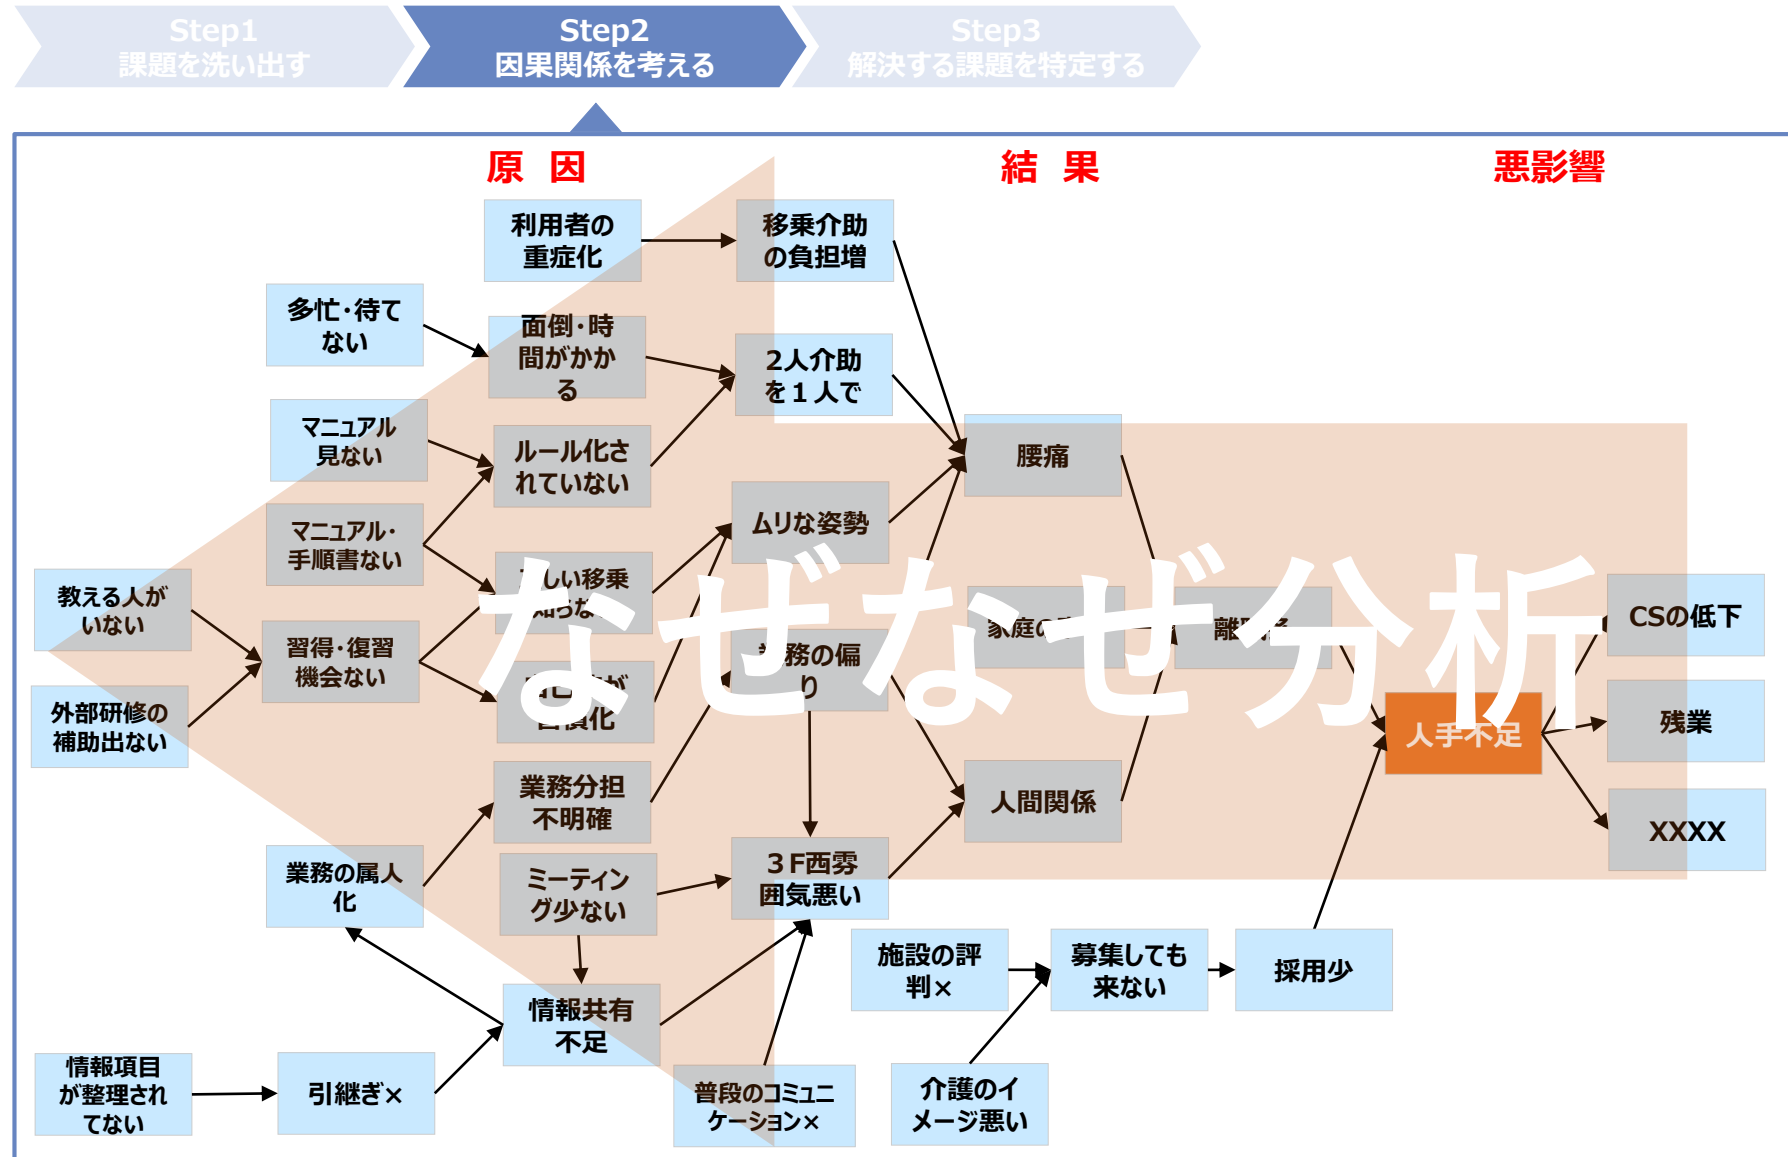 Step1
課題を洗い出す
Step2
因果関係を考える
Step3
解決する課題を特定する
原 因
結 果
悪影響
利用者の
重症化
移乗介助
の負担増
多忙・待て
ない
面倒・時
間がかか
る
2人介助
を１人で
マニュアル
見ない
ルール化さ
れていない
腰痛
マニュアル・
手順書ない
ムリな姿勢
しい移乗
教える人が
いない
習得・復習
機会ない
家庭の
務の偏
り
CSの低下
外部研修の
補助出ない
なぜなぜ分析
人手不足
残業
業務分担
不明確
人間関係
XXXX
業務の属人
化
ミーティン
グ少ない
３F西雰
囲気悪い
情報共有
不足
施設の評
判×
募集しても
来ない
採用少
情報項目
が整理され
てない
引継ぎ×
普段のコミュニ
ケーション×
介護のイ
メージ悪い